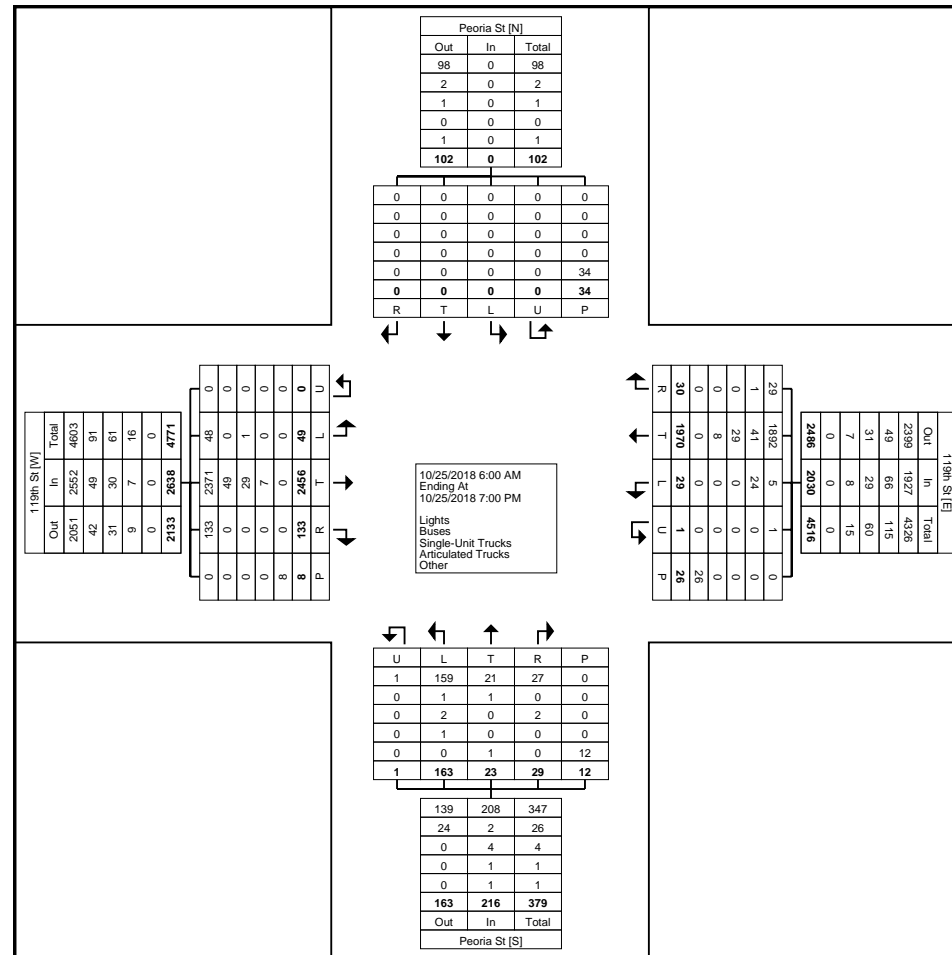 Peoria St [N]
Out In Total
98 0 98
2 0 2
1 0 1
0 0 0
1 0 1
102 0 102
0 0 0 0 0
0 0 0 0 0
0 0 0 0 0
0 0 0 0 0
0 0 0 0 34
0 0 0 0 34
R T L U P
U L T R P
0 49 2456 133 8
0 0 0 0 8
0 0 7 0 0
0 1 29 0 0
0 0 49 0 0
0 48 2371 133 0
4771 2638 2133
0 0 0
16 7 9
61 30 31
91 49 42
4603 2552 2051
Total In Out
119th St [W]
10/25/2018 6:00 AM
Ending At
10/25/2018 7:00 PM
Lights
Buses
Single-Unit Trucks
Articulated Trucks
Other
119th St [E]
Out In Total
2399 1927 4326
49 66 115
31 29 60
7 8 15
0 0 0
2486 2030 4516
29 1892 5 1 0
1 41 24 0 0
0 29 0 0 0
0 8 0 0 0
0 0 0 0 26
30 1970 29 1 26
R T L U P
U L T R P
1 159 21 27 0
0 1 1 0 0
0 2 0 2 0
0 1 0 0 0
0 0 1 0 12
1 163 23 29 12
139 208 347
24 2 26
0 4 4
0 1 1
0 1 1
163 216 379
Out In Total
Peoria St [S]